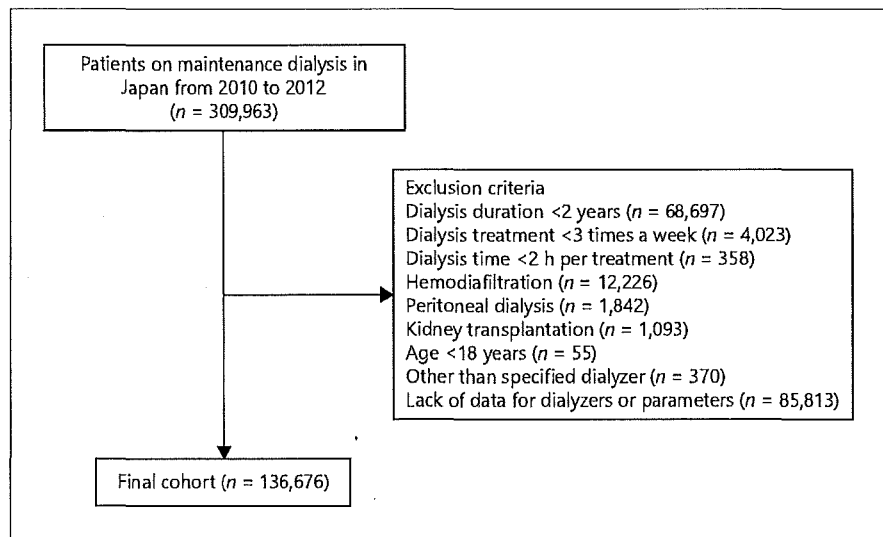 Patients on maintenance dialysis in
Japan from 2010 to 2012
(n = 309,963)
Exclusion criteria
Dialysis duration <2 years (n = 68,697)
Dialysis treatment <3 times a week (n = 4,023)
Dialysis time <2 h per treatment (n = 358)
Hemodiafiltration (n = 12,226)
Peritoneal dialysis (n = 1,842)
Kidney transplantation (n = 1,093)
Age <18 years (n = 55)
Other than specified dialyzer (n = 370)
Lack of data for dialyzers or parameters (n = 85,813)
Final cohort (n = 136,676)